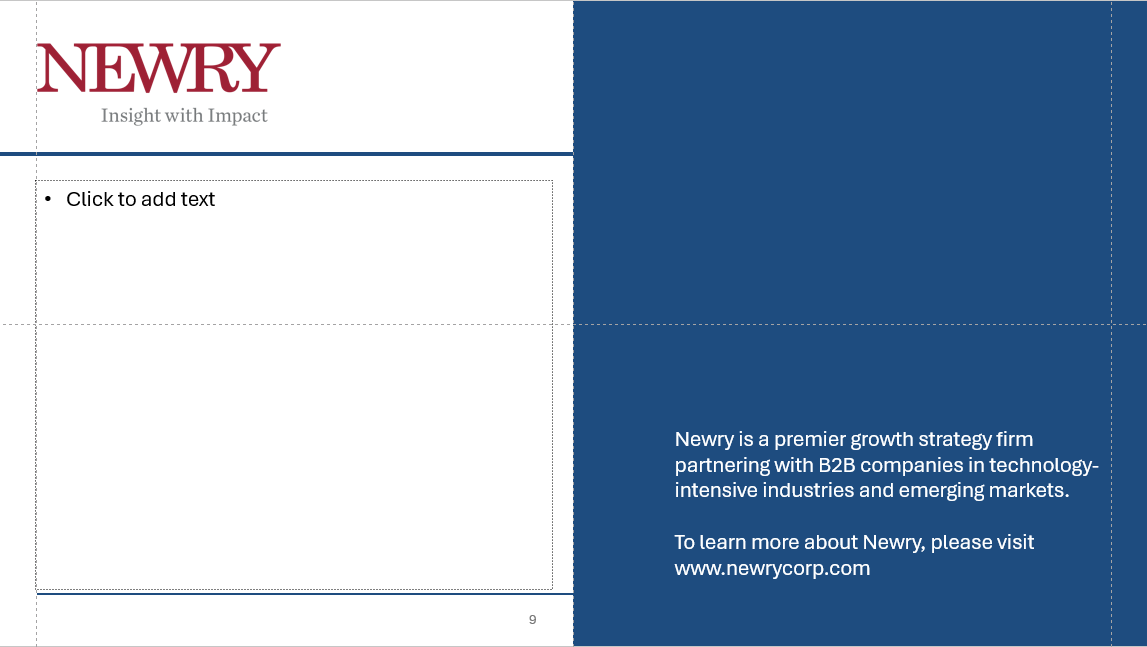 NEWRY
Insight with Impact
• Click to add text
Newry is a premier growth strategy firm
partnering with B2B companies in technology-
intensive industries and emerging markets.
To learn more about Newry, please visit
www.newrycorp.com
9